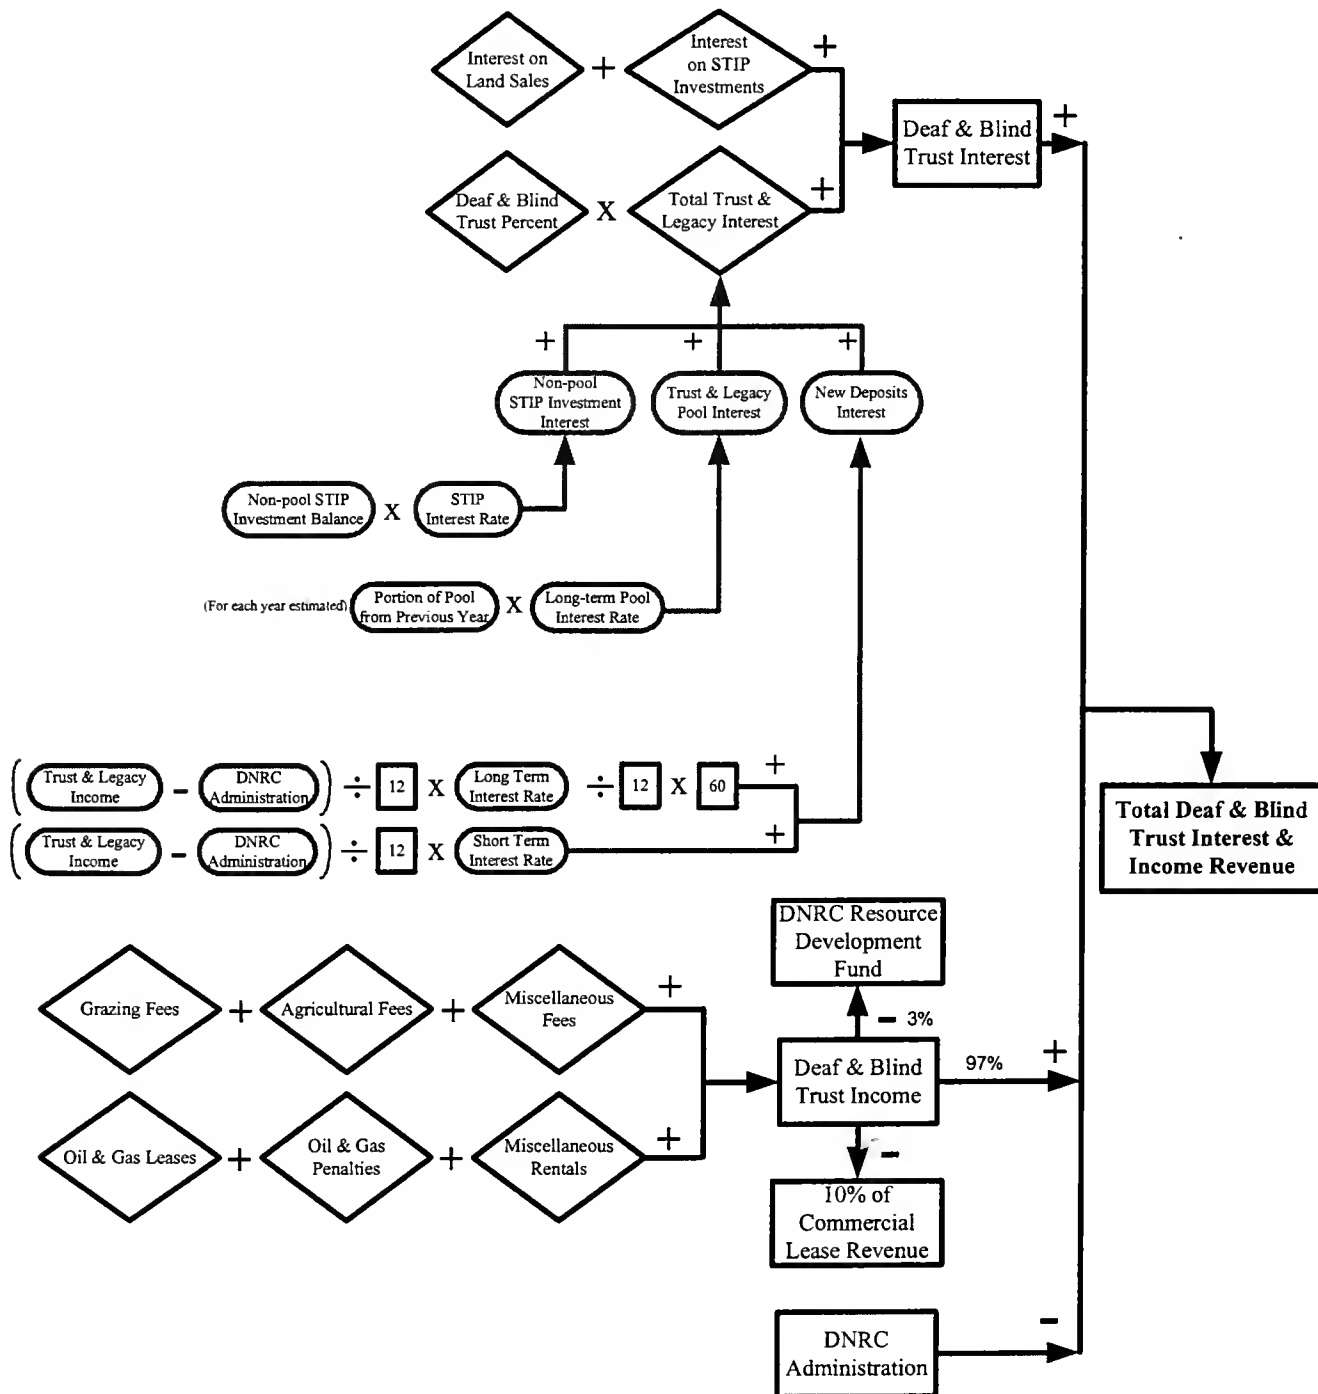 Interest on
Land Sales
+
Interest
on STIP
Investments
+
Deaf & Blind
Trust Interest
+
Deaf & Blind
Trust Percent
X
Total Trust &
Legacy Interest
+
+
+
+
Non-pool
STIP Investment
Interest
Trust & Legacy
Pool Interest
New Deposits
Interest
Non-pool STIP
Investment Balance
X
STIP
Interest Rate
(For each year estimated)
Portion of Pool
from Previous Year
X
Long-term Pool
Interest Rate
( Trust & Legacy
Income
-
DNRC
Administration )
÷ 12 X
Long Term
Interest Rate
÷ 12 X 60
+
( Trust & Legacy
Income
-
DNRC
Administration )
÷ 12 X
Short Term
Interest Rate
+
Total Deaf & Blind
Trust Interest &
Income Revenue
DNRC Resource
Development
Fund
- 3%
Grazing Fees
+
Agricultural Fees
+
Miscellaneous
Fees
+
Deaf & Blind
Trust Income
97%
+
Oil & Gas Leases
+
Oil & Gas
Penalties
+
Miscellaneous
Rentals
+
-
10% of
Commercial
Lease Revenue
DNRC
Administration
-